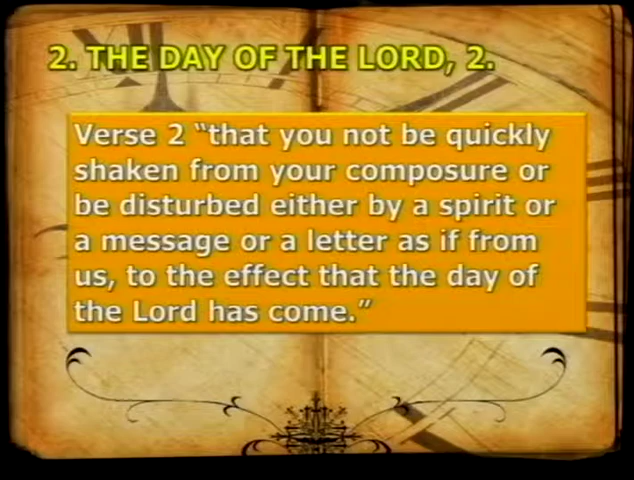 2. THE DAY OF THE LORD, 2.
Verse 2 “that you not be quickly
shaken from your composure or
be disturbed either by a spirit or
a message or a letter as if from
us, to the effect that the day of
the Lord has come.”